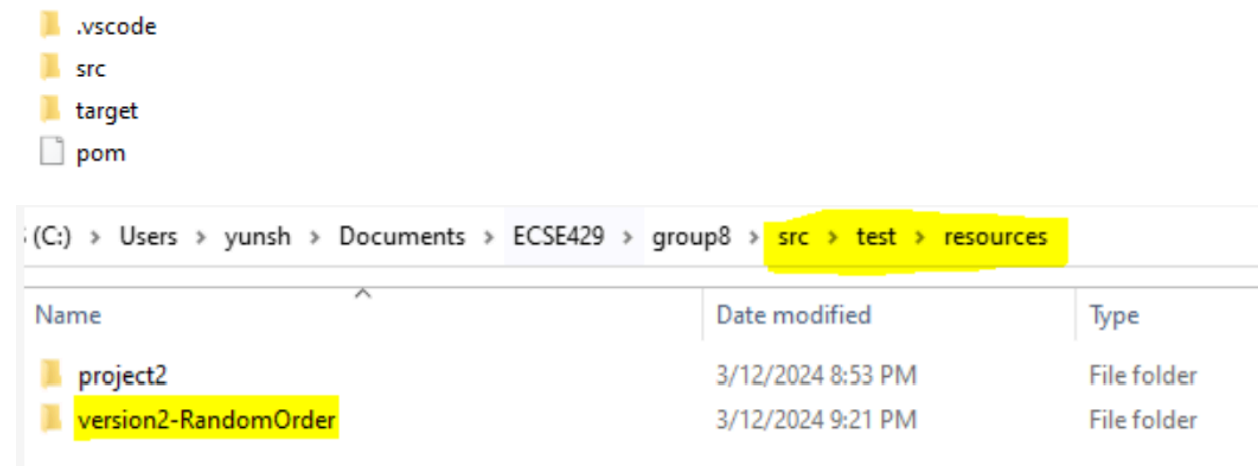 .vscode
src
target
pom
(C:) > Users > yunsh > Documents > ECSE429 > group8 > src > test > resources
Name Date modified Type
project2 3/12/2024 8:53 PM File folder
version2-RandomOrder 3/12/2024 9:21 PM File folder